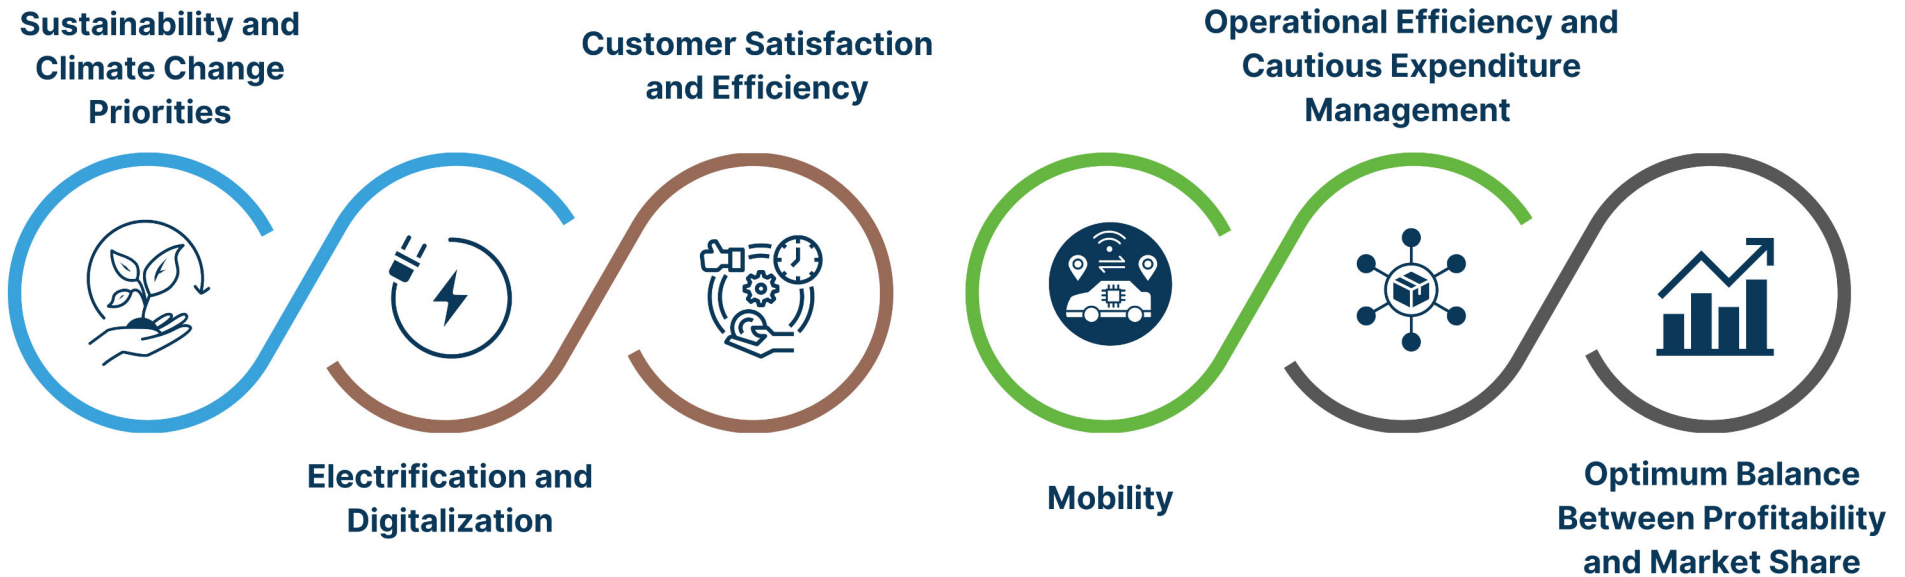 Sustainability and
Climate Change
Priorities
Electrification and
Digitalization
Customer Satisfaction
and Efficiency
Mobility
Operational Efficiency and
Cautious Expenditure
Management
Optimum Balance
Between Profitability
and Market Share